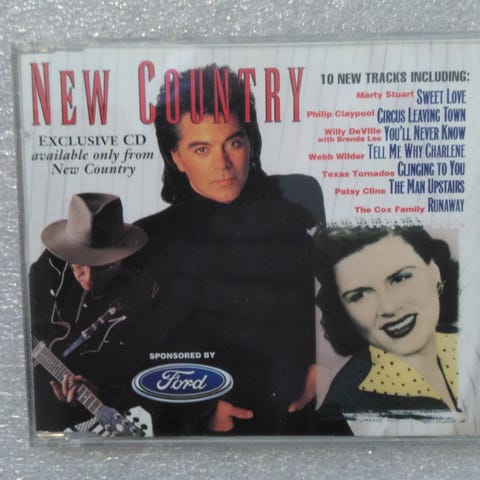 NEW COUNTRY
EXCLUSIVE CD
available only from
New Country
10 NEW TRACKS INCLUDING:
Marty Stuart SWEET LOVE
Philip Claypool CIRCUS LEAVING TOWN
Willy DeVille YOU'LL NEVER KNOW
with Brenda Lee
Webb Wilder TELL ME WHY CHARLENE
Texas Tornados CLINGING TO YOU
Patsy Cline THE MAN UPSTAIRS
The Cox Family RUNAWAY
SPONSORED BY
Ford